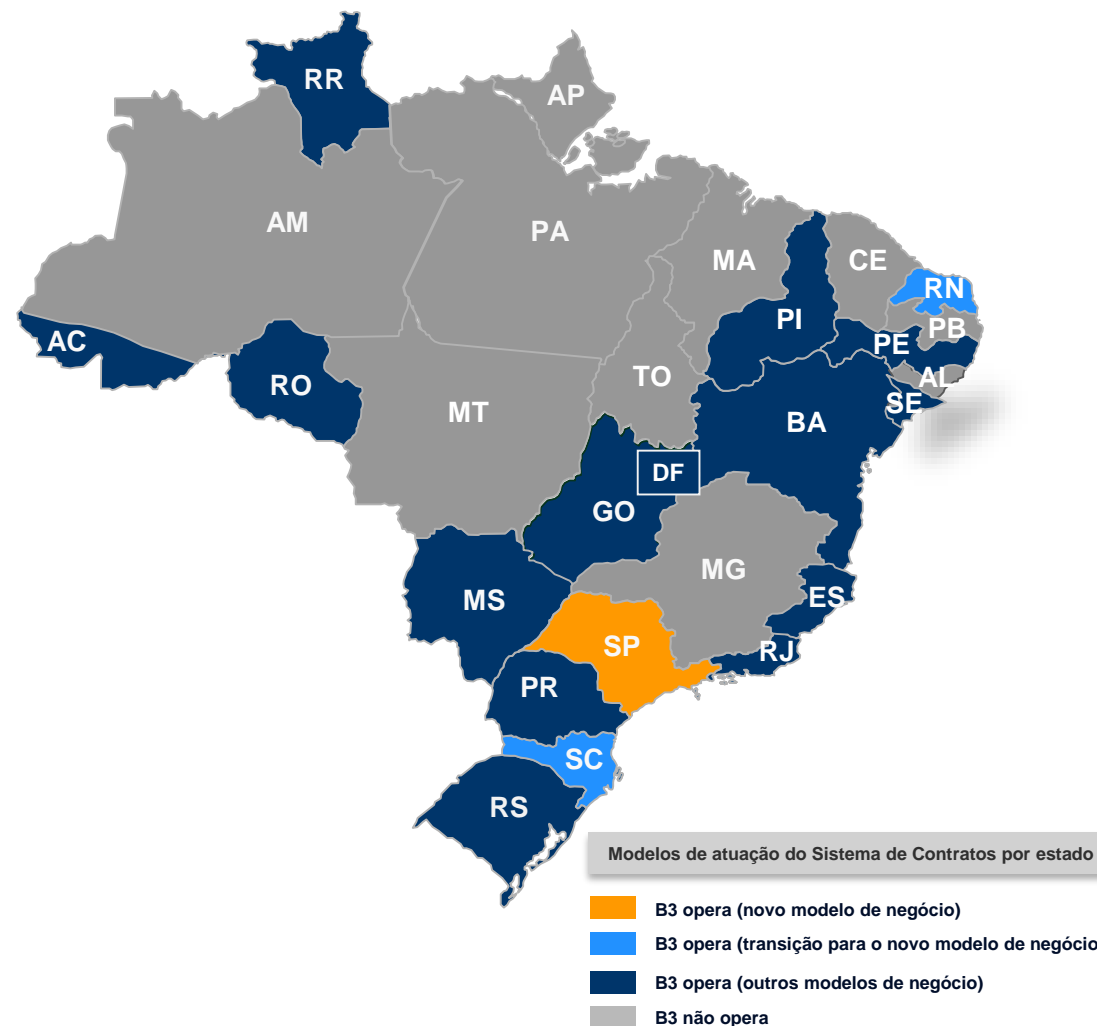 RR
AP
AM
PA
MA
CE
RN
PI
PB
AC
PE
RO
TO
AL
MT
SE
BA
DF
GO
MG
MS
ES
SP
RJ
PR
SC
RS
Modelos de atuação do Sistema de Contratos por estado
B3 opera (novo modelo de negócio)
B3 opera (transição para o novo modelo de negócio
B3 opera (outros modelos de negócio)
B3 não opera